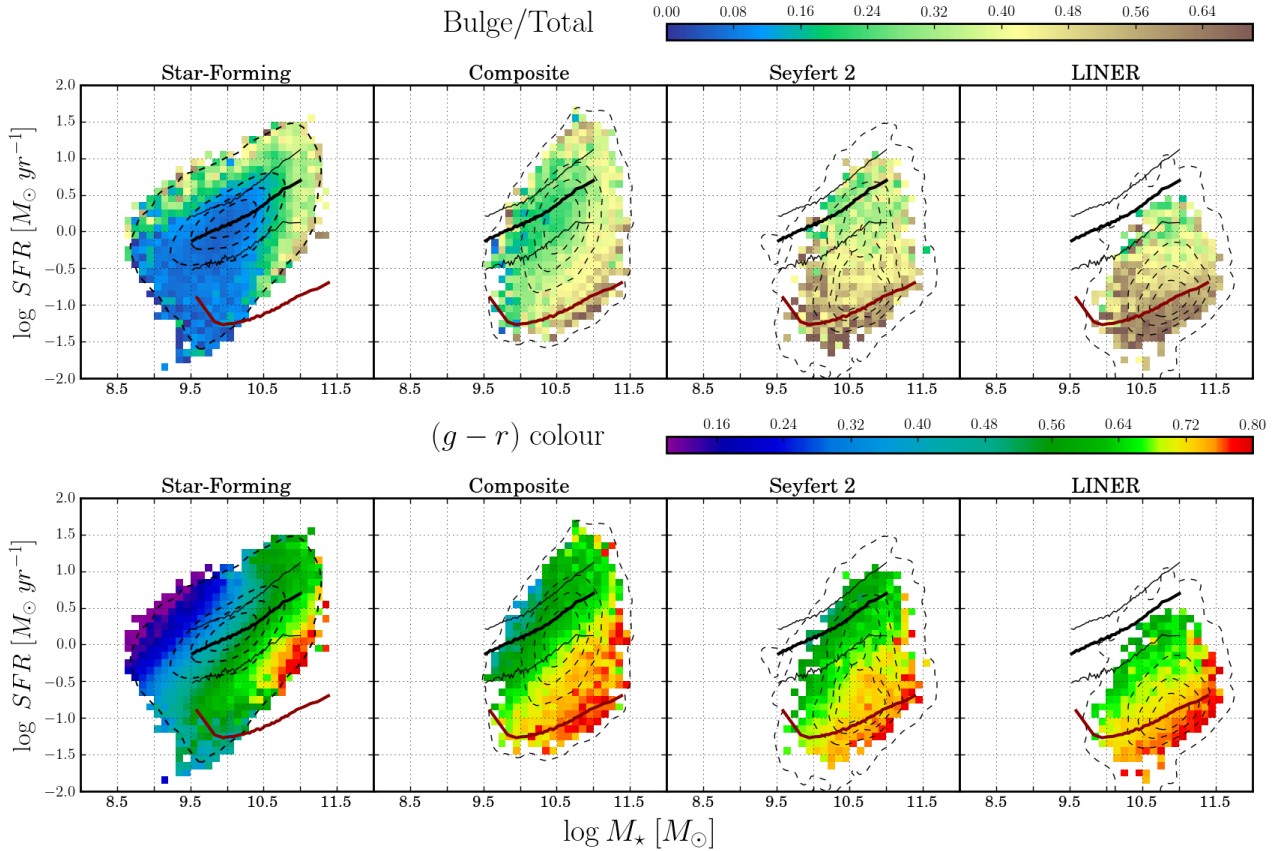 Bulge/Total
0.00 0.08 0.16 0.24 0.32 0.40 0.48 0.56 0.64
Star-Forming Composite Seyfert 2 LINER
2.0
1.5
1.0
0.5
0.0
−0.5
−1.0
−1.5
−2.0
log SFR [M⊙ yr⁻¹]
8.5 9.5 10.5 11.5 8.5 9.5 10.5 11.5 8.5 9.5 10.5 11.5 8.5 9.5 10.5 11.5
(g − r) colour
0.16 0.24 0.32 0.40 0.48 0.56 0.64 0.72 0.80
Star-Forming Composite Seyfert 2 LINER
2.0
1.5
1.0
0.5
0.0
−0.5
−1.0
−1.5
−2.0
log SFR [M⊙ yr⁻¹]
8.5 9.5 10.5 11.5 8.5 9.5 10.5 11.5 8.5 9.5 10.5 11.5 8.5 9.5 10.5 11.5
log M⋆ [M⊙]